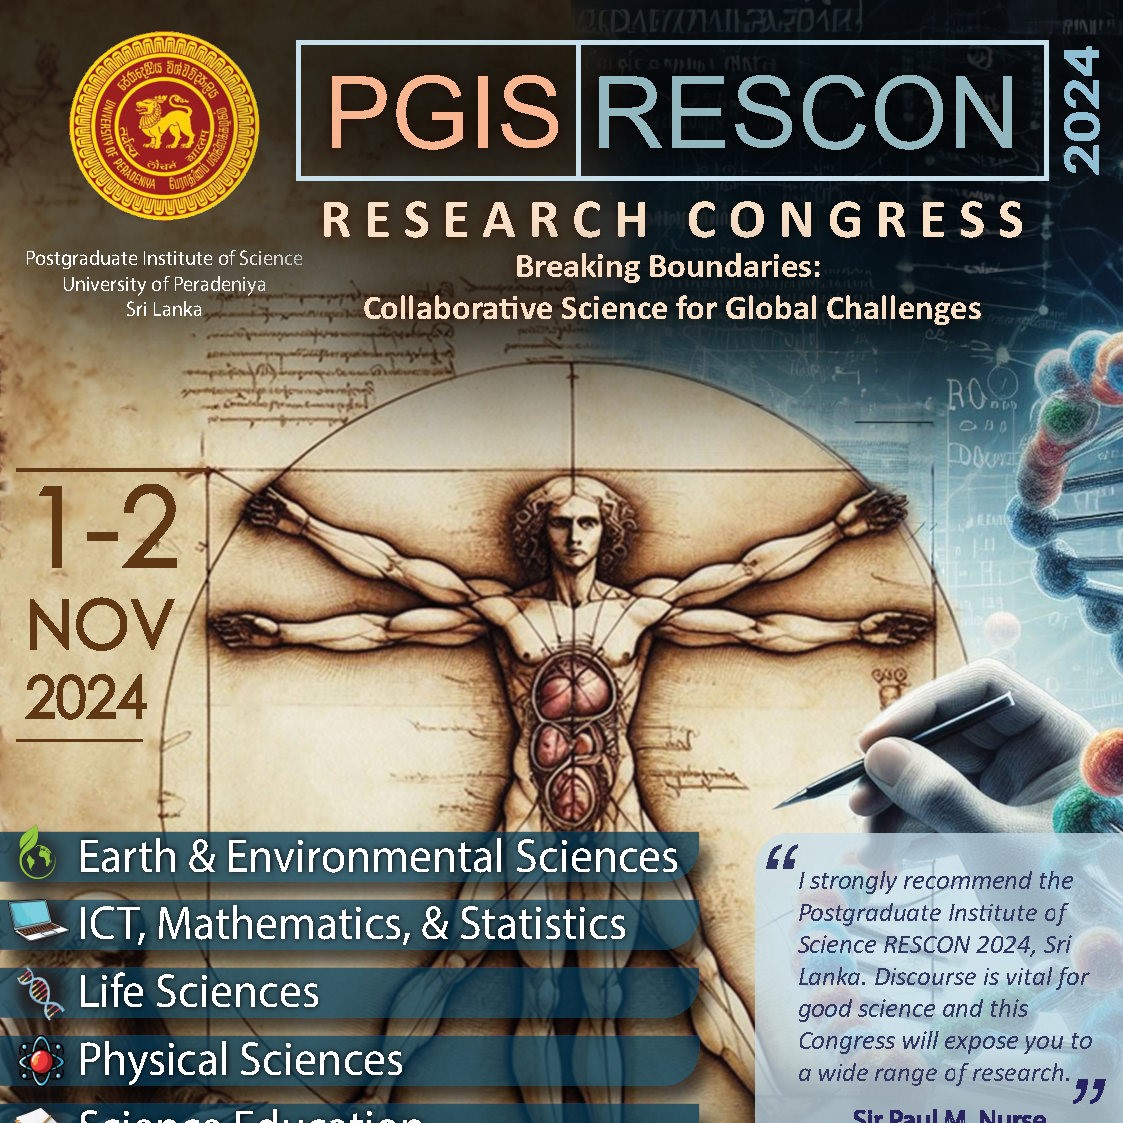 PGIS RESCON 2024
RESEARCH CONGRESS
Breaking Boundaries:
Collaborative Science for Global Challenges
UNIVERSITY OF PERADENIYA
Postgraduate Institute of Science
University of Peradeniya
Sri Lanka
1-2
NOV
2024
Earth & Environmental Sciences
ICT, Mathematics, & Statistics
Life Sciences
Physical Sciences
Science Education
“I strongly recommend the
Postgraduate Institute of
Science RESCON 2024, Sri
Lanka. Discourse is vital for
good science and this
Congress will expose you to
a wide range of research.”
Sir Paul M. Nurse